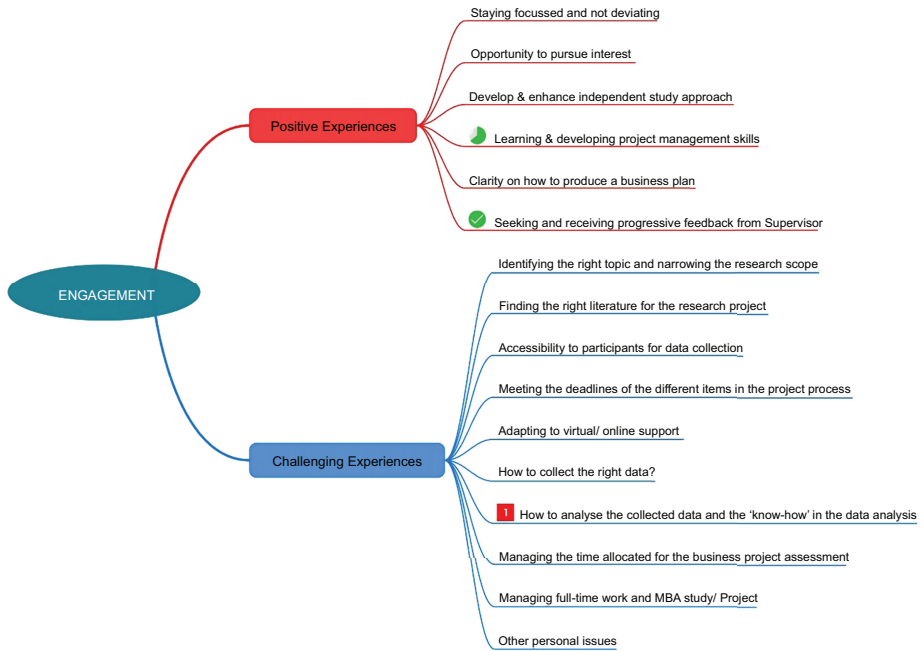 Staying focussed and not deviating
Opportunity to pursue interest
Develop & enhance independent study approach
Positive Experiences
Learning & developing project management skills
Clarity on how to produce a business plan
Seeking and receiving progressive feedback from Supervisor
ENGAGEMENT
Identifying the right topic and narrowing the research scope
Finding the right literature for the research project
Accessibility to participants for data collection
Meeting the deadlines of the different items in the project process
Adapting to virtual/ online support
Challenging Experiences
How to collect the right data?
1 How to analyse the collected data and the ‘know-how’ in the data analysis
Managing the time allocated for the business project assessment
Managing full-time work and MBA study/ Project
Other personal issues